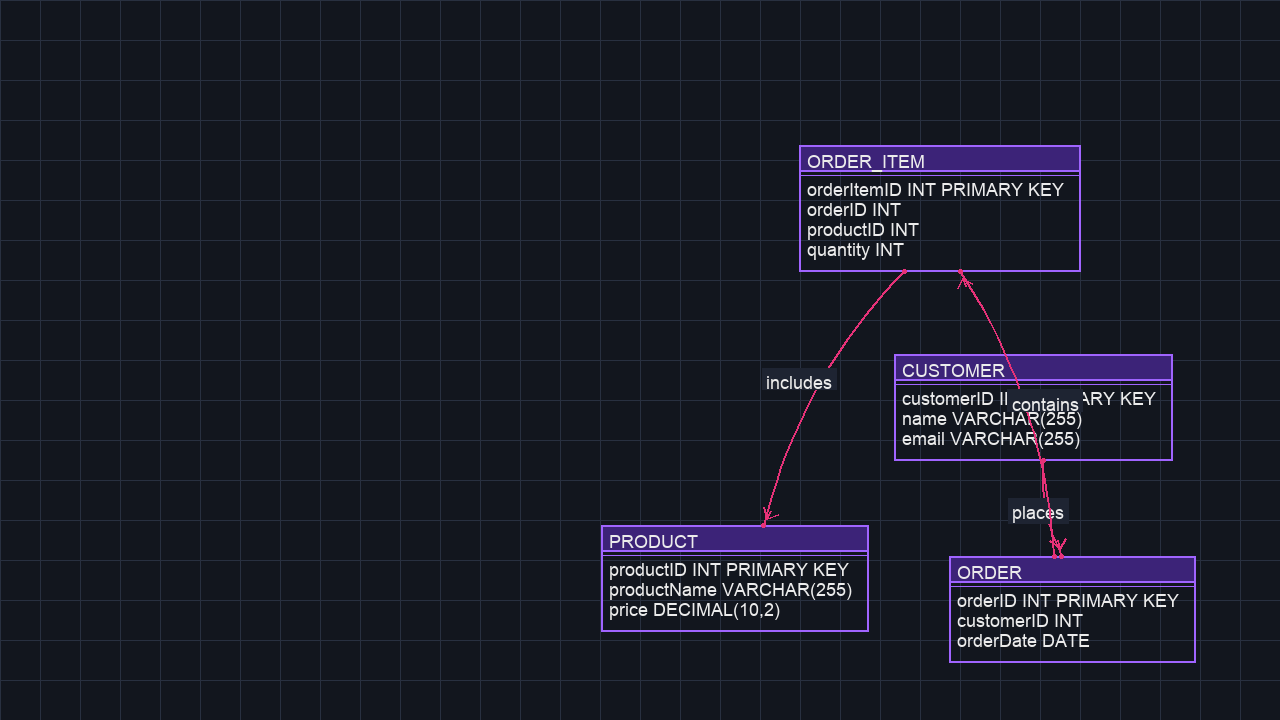 ORDER_ITEM
orderItemID INT PRIMARY KEY
orderID INT
productID INT
quantity INT
includes
CUSTOMER
customerID ARY KEY
contains
name VARCHAR(255)
email VARCHAR(255)
places
PRODUCT
productID INT PRIMARY KEY
productName VARCHAR(255)
price DECIMAL(10,2)
ORDER
orderID INT PRIMARY KEY
customerID INT
orderDate DATE